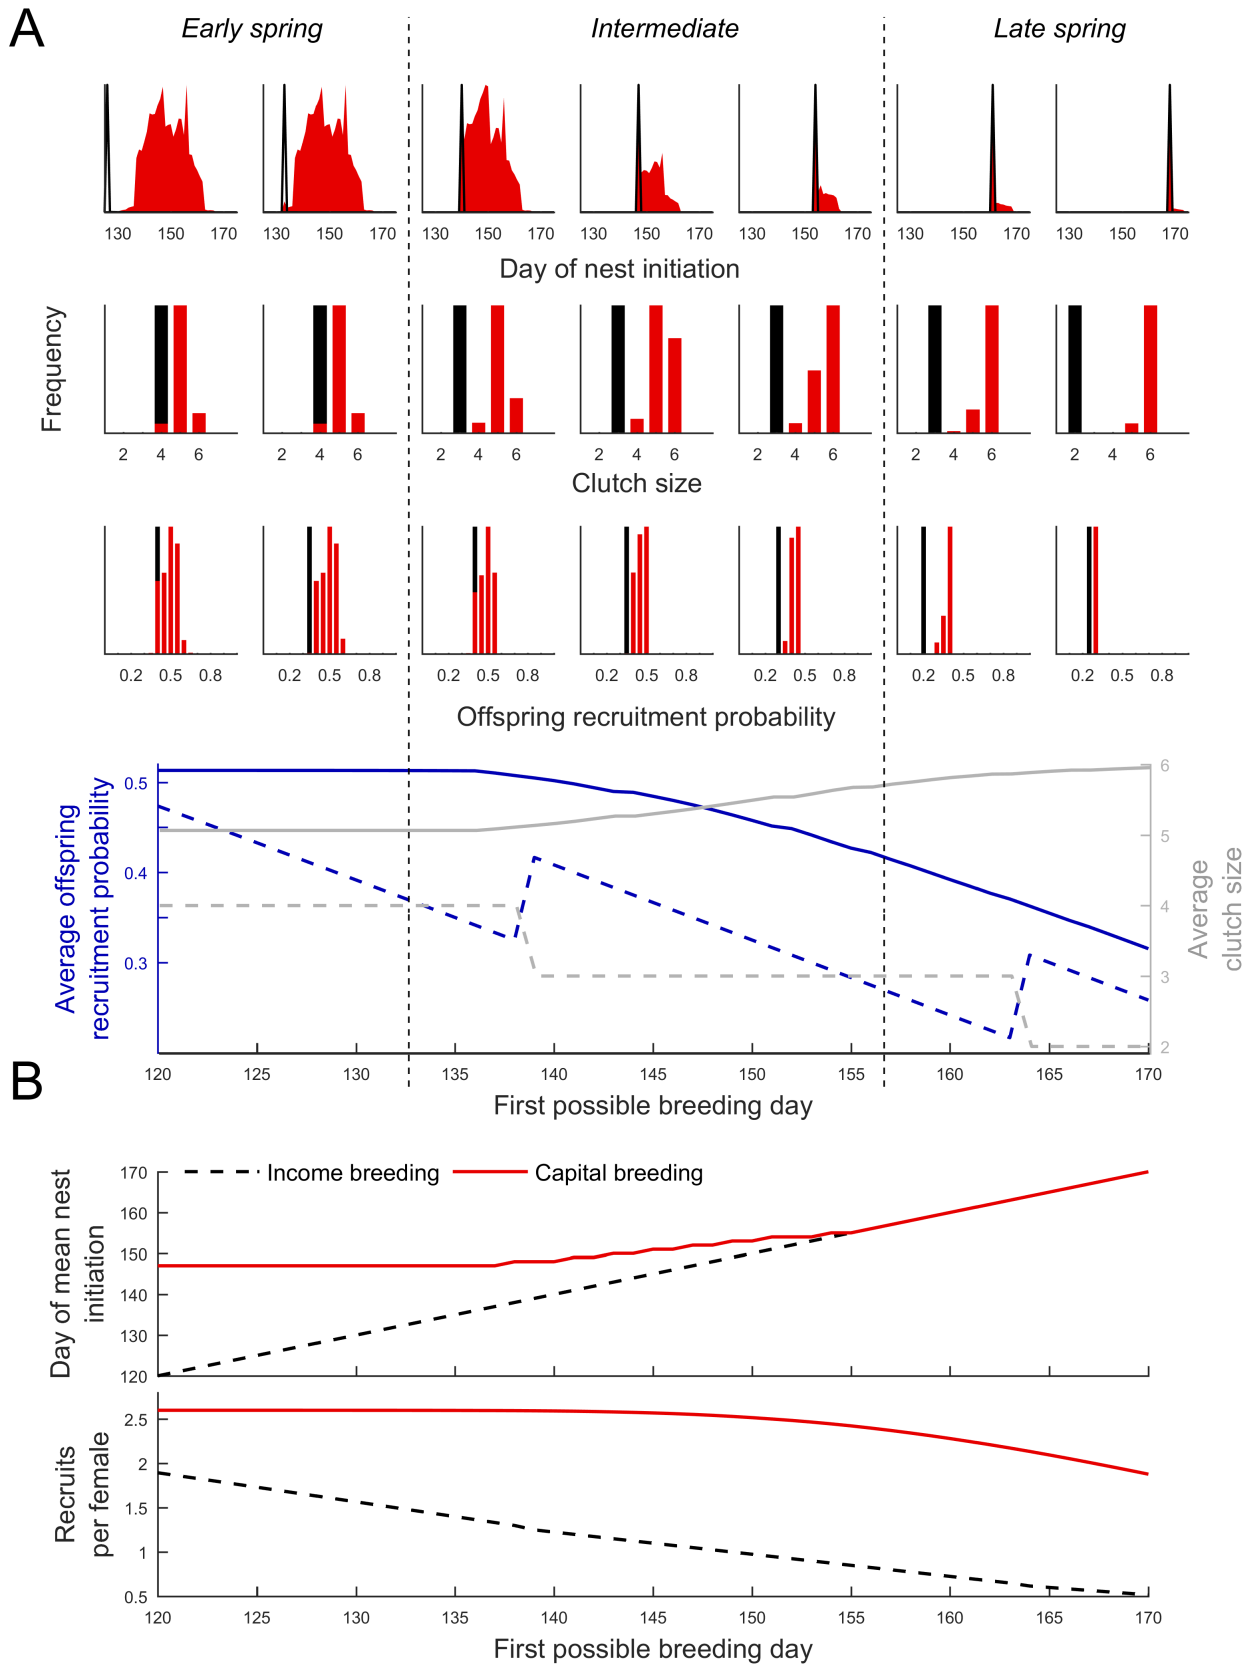 A
Early spring Intermediate Late spring
130 150 170 130 150 170 130 150 170 130 150 170 130 150 170 130 150 170 130 150 170
Day of nest initiation
Frequency
2 4 6 2 4 6 2 4 6 2 4 6 2 4 6 2 4 6 2 4 6
Clutch size
0.2 0.5 0.8 0.2 0.5 0.8 0.2 0.5 0.8 0.2 0.5 0.8 0.2 0.5 0.8 0.2 0.5 0.8 0.2 0.5 0.8
Offspring recruitment probability
Average offspring
recruitment probability
0.5
0.4
0.3
6
5
4
3
2
Average
clutch size
120 125 130 135 140 145 150 155 160 165 170
First possible breeding day
B
Income breeding Capital breeding
Day of mean nest
initiation
170
160
150
140
130
120
Recruits
per female
2.5
2
1.5
1
0.5
120 125 130 135 140 145 150 155 160 165 170
First possible breeding day